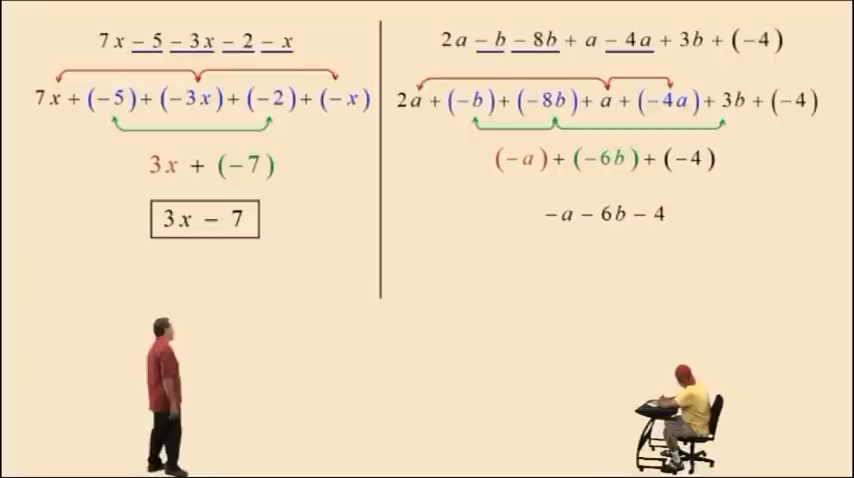 7x − 5 − 3x − 2 − x
7x + (−5) + (−3x) + (−2) + (−x)
3x + (−7)
3x − 7
2a − b − 8b + a − 4a + 3b + (−4)
2a + (−b) + (−8b) + a + (−4a) + 3b + (−4)
(−a) + (−6b) + (−4)
−a − 6b − 4